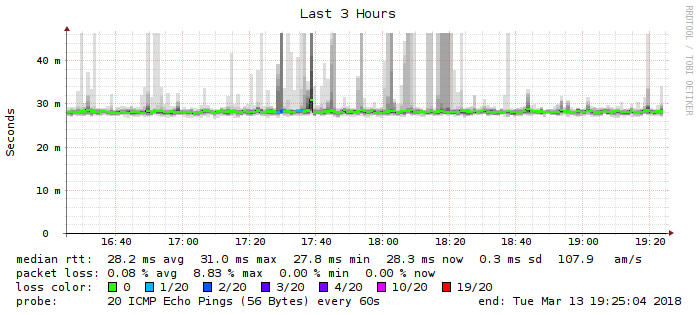 Last 3 Hours
RRDTOOL / TOBI OETIKER
Seconds
40 m
30 m
20 m
10 m
0
16:40 17:00 17:20 17:40 18:00 18:20 18:40 19:00 19:20
median rtt: 28.2 ms avg 31.0 ms max 27.8 ms min 28.3 ms now 0.3 ms sd 107.9 am/s
packet loss: 0.08 % avg 8.83 % max 0.00 % min 0.00 % now
loss color: 0 1/20 2/20 3/20 4/20 10/20 19/20
probe: 20 ICMP Echo Pings (56 Bytes) every 60s end: Tue Mar 13 19:25:04 2018